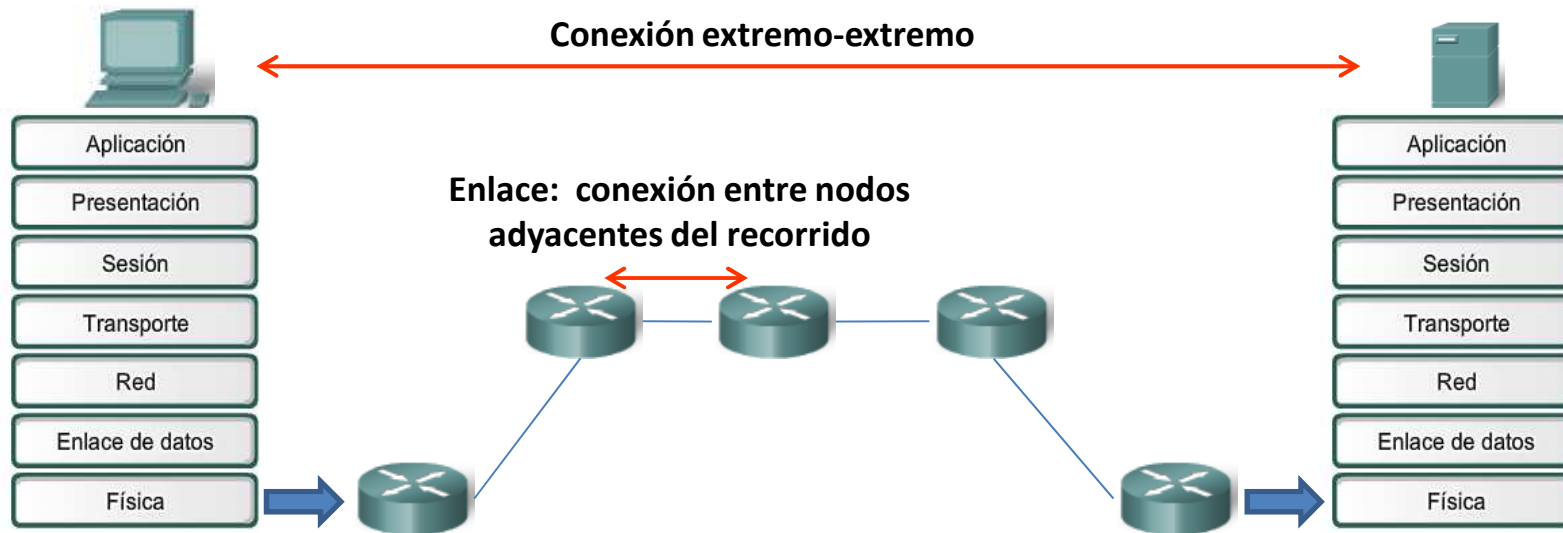 Conexión extremo-extremo
Aplicación
Presentación
Sesión
Transporte
Red
Enlace de datos
Física
Enlace: conexión entre nodos
adyacentes del recorrido
Aplicación
Presentación
Sesión
Transporte
Red
Enlace de datos
Física